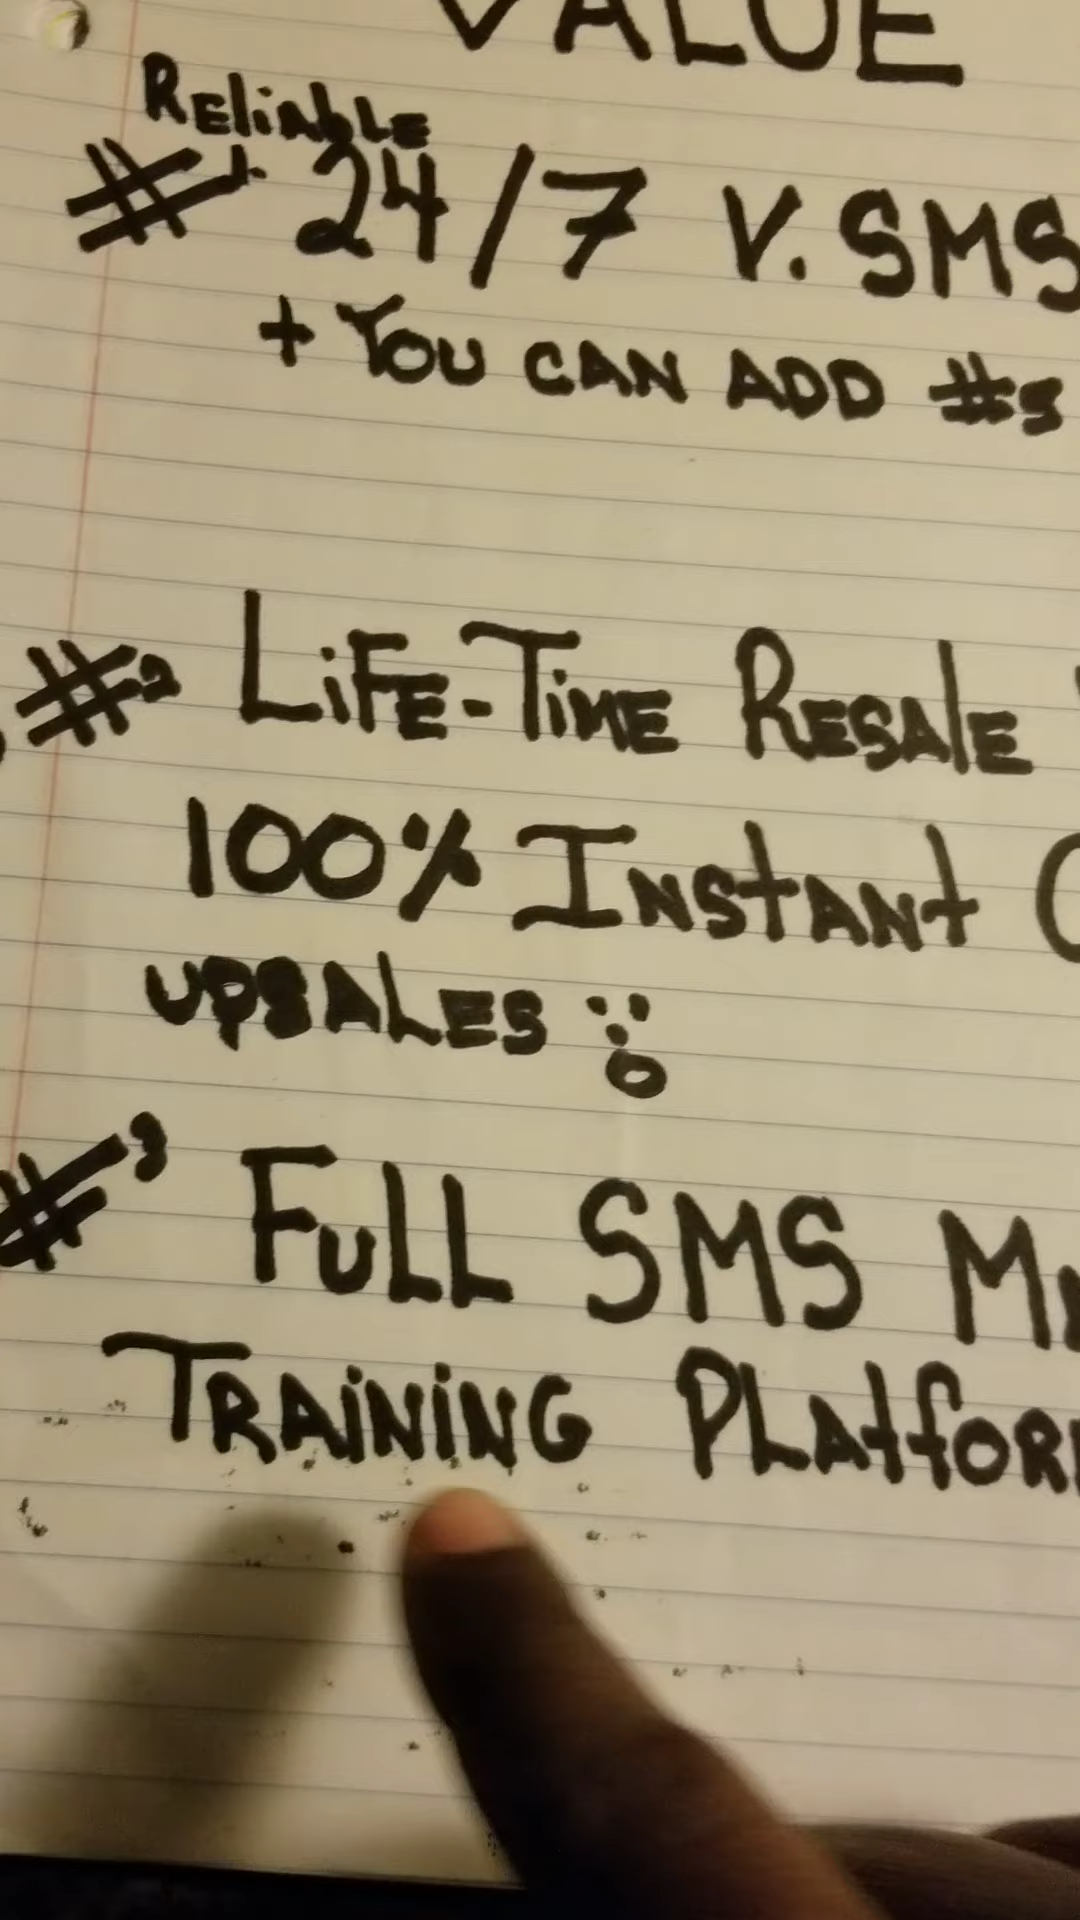 VALUE
Reliable
#1 24/7 V. SMS
+ You CAN ADD #s
#2 LiFE-TiME RESAlE
100% INstANt
UPSALES
#3 FuLL SMS
TRAiNiNG PLAtfoR